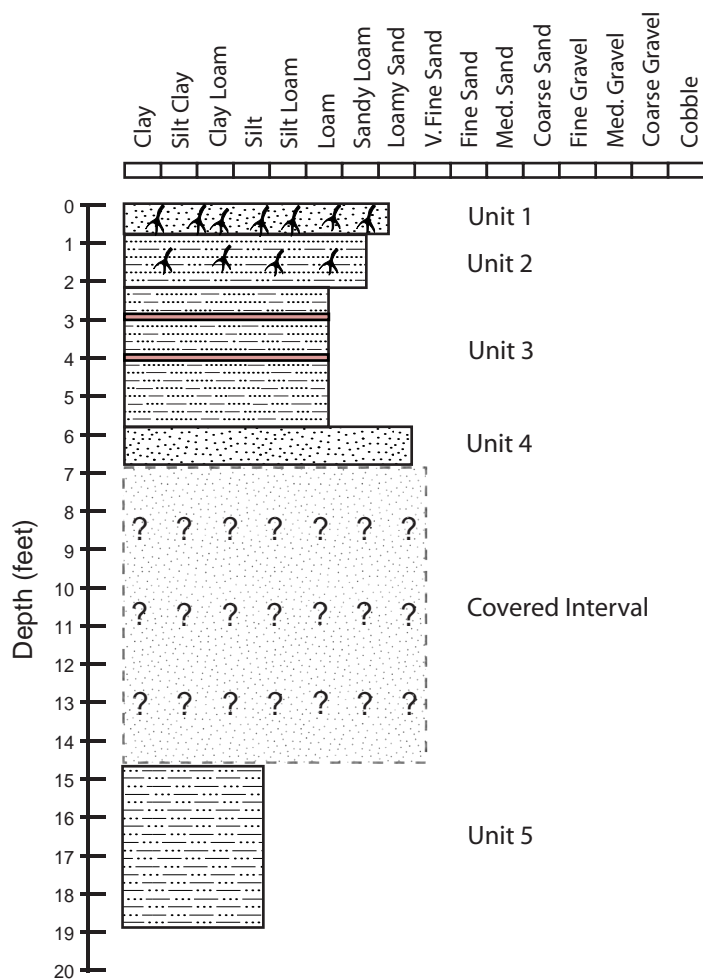 Clay
Silt Clay
Clay Loam
Silt
Silt Loam
Loam
Sandy Loam
Loamy Sand
V. Fine Sand
Fine Sand
Med. Sand
Coarse Sand
Fine Gravel
Med. Gravel
Coarse Gravel
Cobble
Depth (feet)
0
1
2
3
4
5
6
7
8
9
10
11
12
13
14
15
16
17
18
19
20
Unit 1
Unit 2
Unit 3
Unit 4
? ? ? ? ? ? ?
? ? ? ? ? ? ?
Covered Interval
? ? ? ? ? ? ?
Unit 5